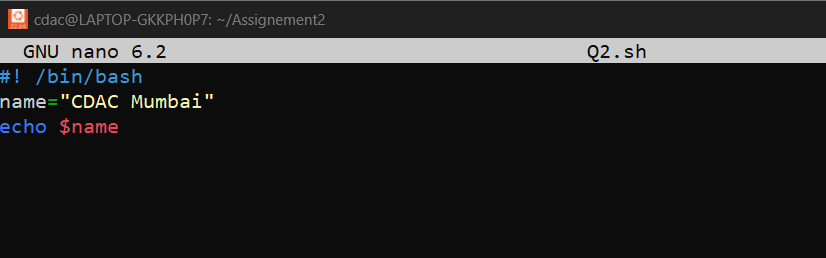 cdac@LAPTOP-GKKPH0P7: ~/Assignement2
GNU nano 6.2 Q2.sh
#! /bin/bash
name="CDAC Mumbai"
echo $name